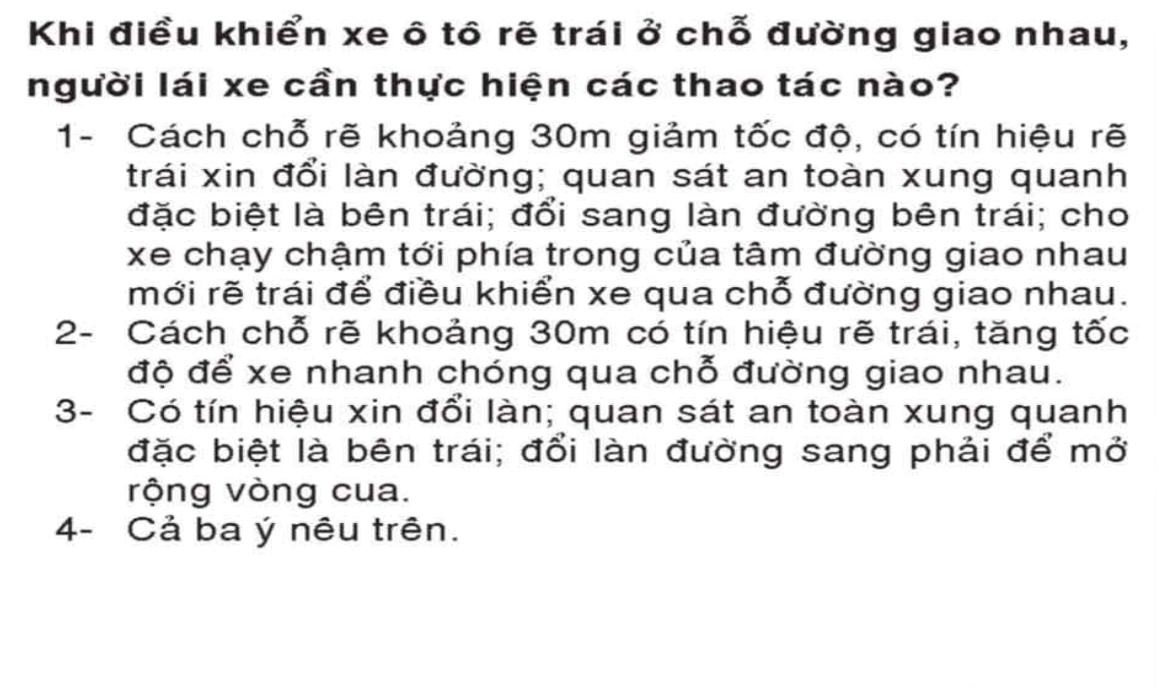 Khi điều khiển xe ô tô rẽ trái ở chỗ đường giao nhau,
người lái xe cần thực hiện các thao tác nào?
1- Cách chỗ rẽ khoảng 30m giảm tốc độ, có tín hiệu rẽ
trái xin đổi làn đường; quan sát an toàn xung quanh
đặc biệt là bên trái; đổi sang làn đường bên trái; cho
xe chạy chậm tới phía trong của tâm đường giao nhau
mới rẽ trái để điều khiển xe qua chỗ đường giao nhau.
2- Cách chỗ rẽ khoảng 30m có tín hiệu rẽ trái, tăng tốc
độ để xe nhanh chóng qua chỗ đường giao nhau.
3- Có tín hiệu xin đổi làn; quan sát an toàn xung quanh
đặc biệt là bên trái; đổi làn đường sang phải để mở
rộng vòng cua.
4- Cả ba ý nêu trên.